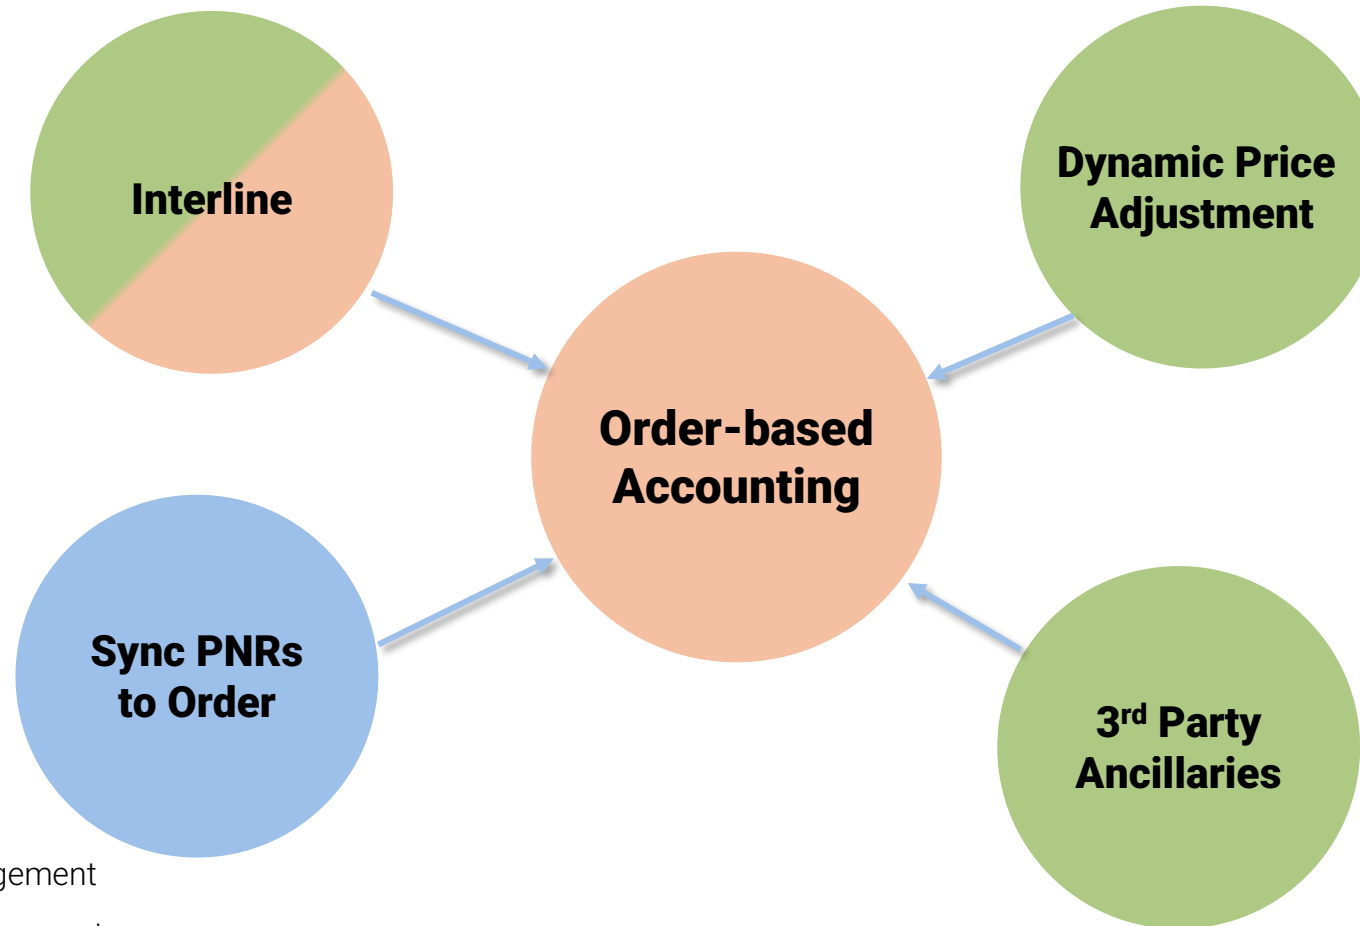 Interline
Dynamic Price
Adjustment
Order-based
Accounting
Sync PNRs
to Order
3rd Party
Ancillaries
gement